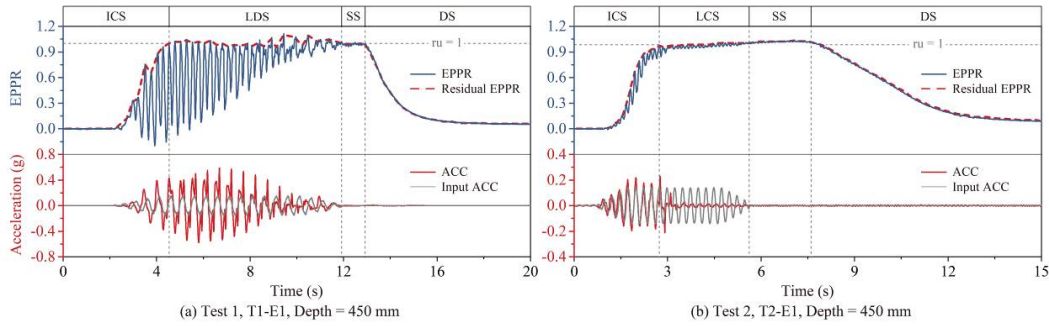 ICS LDS SS DS
1.2
0.9
0.6
0.3
0.0
EPPR
ru = 1
EPPR
Residual EPPR
0.8
0.4
0.0
-0.4
-0.8
Acceleration (g)
ACC
Input ACC
0 4 8 12 16 20
Time (s)
(a) Test 1, T1-E1, Depth = 450 mm
ICS LCS SS DS
1.2
0.9
0.6
0.3
0.0
ru = 1
EPPR
Residual EPPR
0.4
0.2
0.0
-0.2
-0.4
ACC
Input ACC
0 3 6 9 12 15
Time (s)
(b) Test 2, T2-E1, Depth = 450 mm